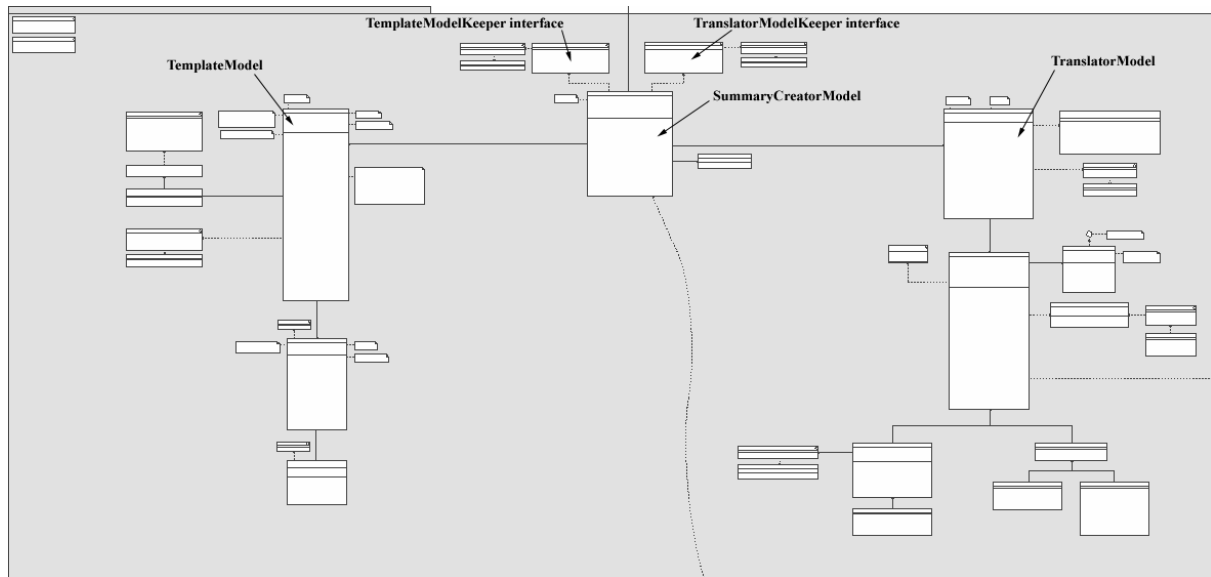 TemplateModelKeeper interface
TranslatorModelKeeper interface
TemplateModel
TranslatorModel
SummaryCreatorModel